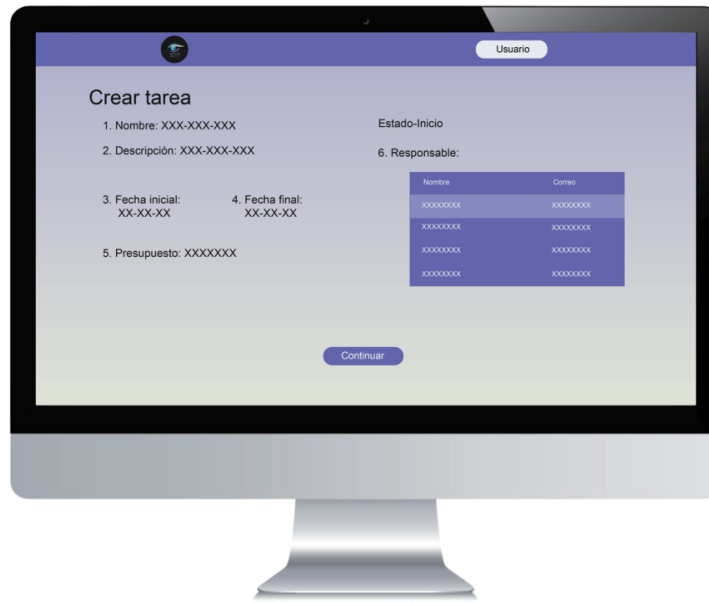 Usuario
Crear tarea
1. Nombre: XXX-XXX-XXX
2. Descripción: XXX-XXX-XXX
3. Fecha inicial:
XX-XX-XX
4. Fecha final:
XX-XX-XX
5. Presupuesto: XXXXXXX
Estado-Inicio
6. Responsable:
Nombre Correo
XXXXXXXX XXXXXXXX
XXXXXXXX XXXXXXXX
XXXXXXXX XXXXXXXX
XXXXXXXX XXXXXXXX
Continuar